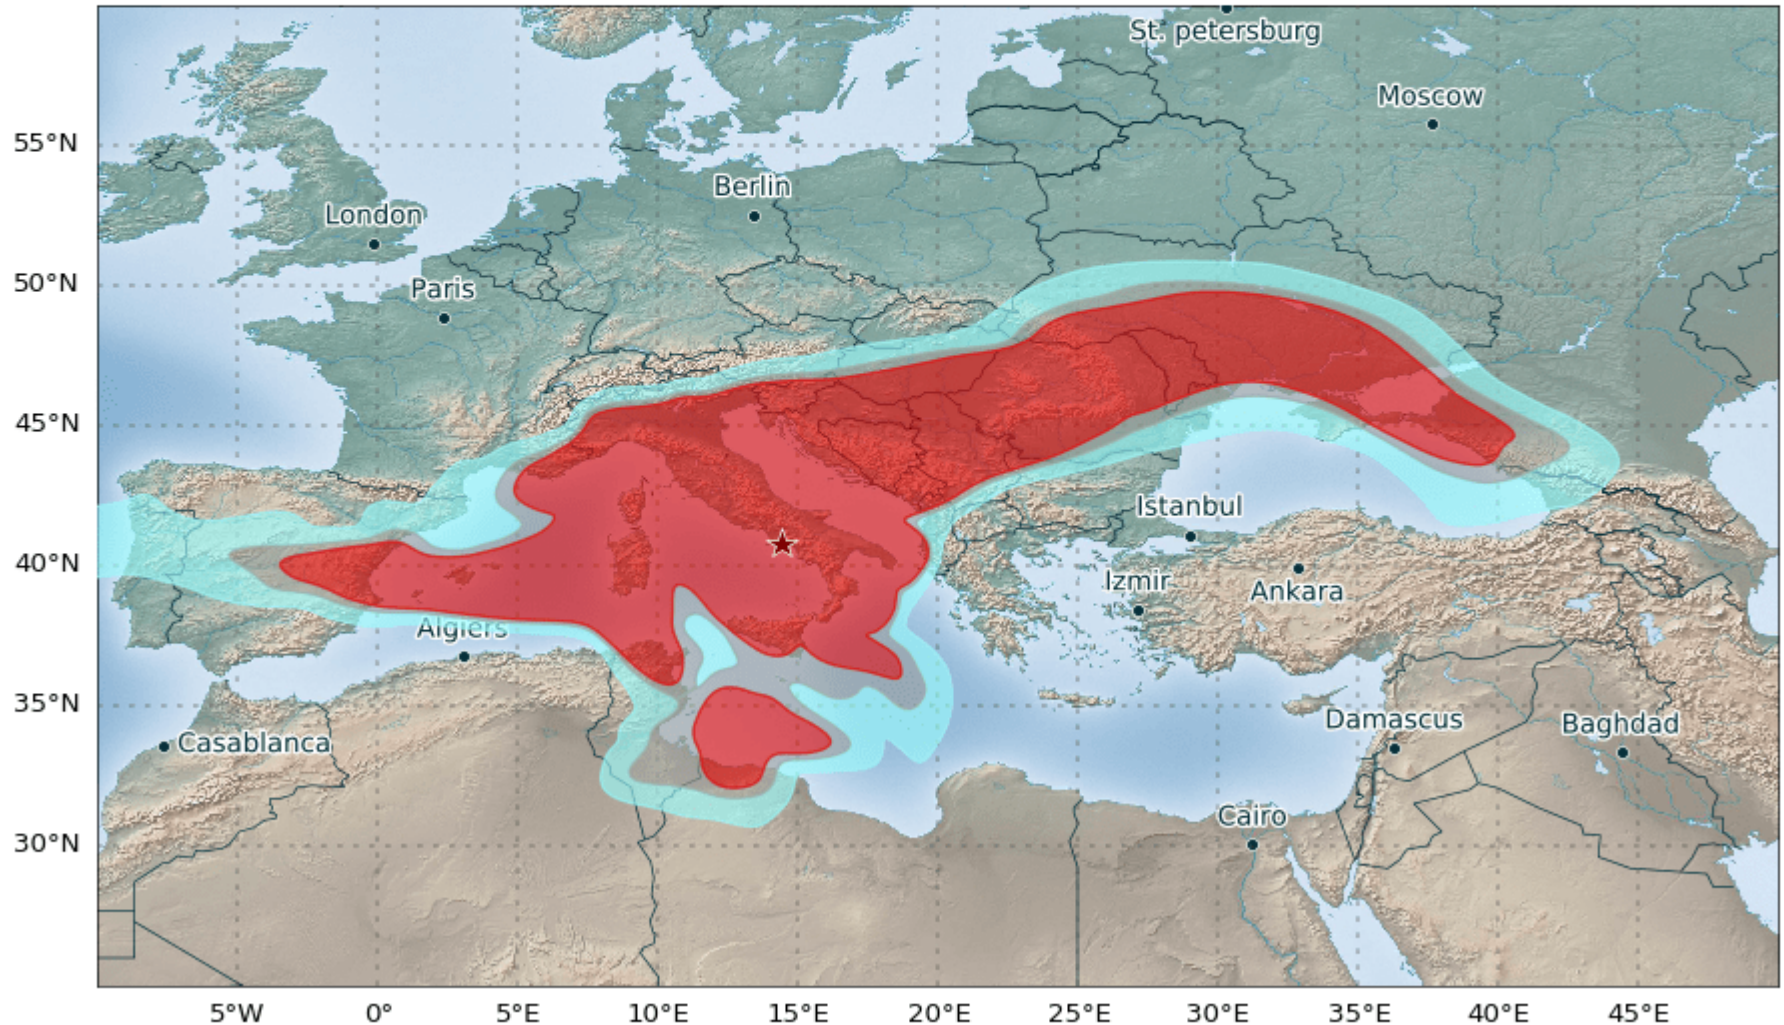 St. petersburg
Moscow
55°N
Berlin
London
50°N
Paris
45°N
Istanbul
40°N
Izmir
Ankara
Algiers
35°N
Damascus
Baghdad
Casablanca
Cairo
30°N
5°W 0° 5°E 10°E 15°E 20°E 25°E 30°E 35°E 40°E 45°E